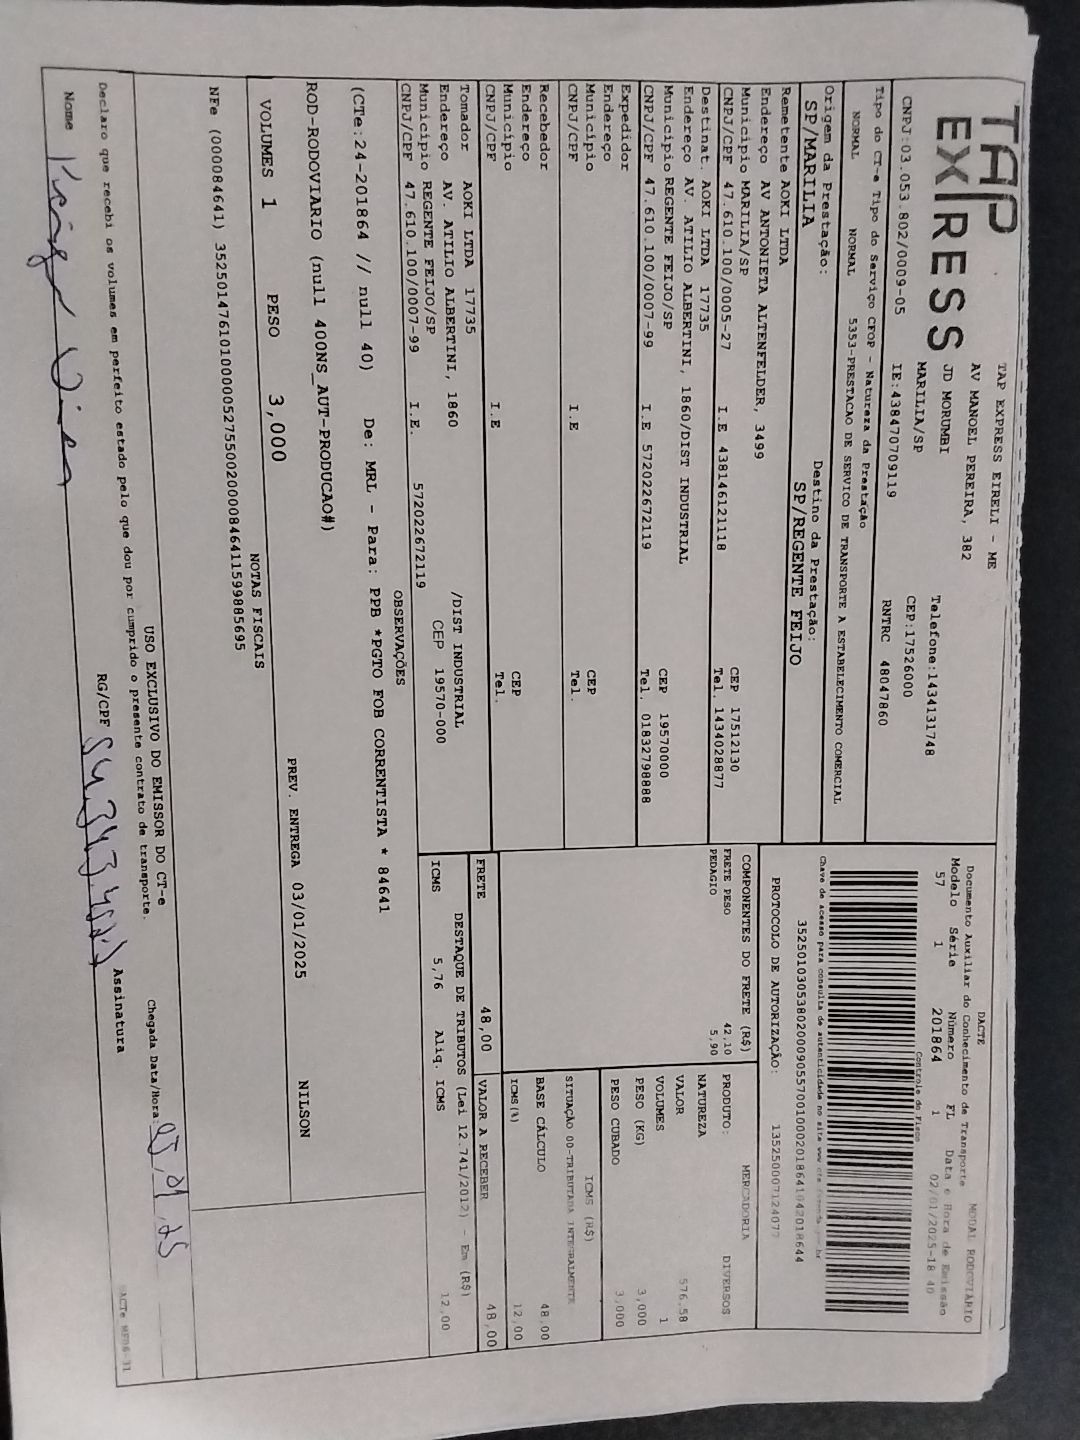 TAP
EXPRESS
TAP EXPRESS EIRELI - ME
AV MANOEL PEREIRA, 382
JD MORUMBI
MARILIA/SP
Telefone:1434131748
CEP:17526000
CNPJ:03.053.802/0009-05 IE:438470709119 RNTRC 48047860
DACTE
Documento Auxiliar do Conhecimento de Transporte
MODAL RODOVIARIO
Modelo Série Número FL Data e Hora de Emissão
57 1 201864 1 02/01/2025-18 40
Controle do Fisco
Chave de acesso para consulta de autenticidade no site
PROTOCOLO DE AUTORIZAÇÃO: 135250007124077
Tipo do CT-e Tipo do Serviço CFOP - Natureza da Prestação
NORMAL NORMAL 5353-PRESTACAO DE SERVICO DE TRANSPORTE A ESTABELECIMENTO COMERCIAL
Origem da Prestação: Destino da Prestação:
SP/MARILIA SP/REGENTE FEIJO
Remetente AOKI LTDA
Endereço AV ANTONIETA ALTENFELDER, 3499
Município MARILIA/SP CEP 17512130
CNPJ/CPF 47.610.100/0005-27 I.E 438146121118 Tel. 1434028877
Destinat. AOKI LTDA 17735
Endereço AV. ATILIO ALBERTINI, 1860/DIST INDUSTRIAL
Município REGENTE FEIJO/SP CEP 19570000
CNPJ/CPF 47.610.100/0007-99 I.E 572022672119 Tel. 01832798888
Expedidor
Endereço
Município CEP
CNPJ/CPF I.E Tel.
Recebedor
Endereço
Município CEP
CNPJ/CPF I.E Tel.
Tomador AOKI LTDA 17735
Endereço AV. ATILIO ALBERTINI, 1860 /DIST INDUSTRIAL
Município REGENTE FEIJO/SP CEP 19570-000
CNPJ/CPF 47.610.100/0007-99 I.E. 572022672119
COMPONENTES DO FRETE (R$)
FRETE PESO 42,10
PEDAGIO 5,90
PRODUTO: MERCADORIA
NATUREZA DIVERSOS
VALOR 576.58
VOLUMES 1
PESO (KG) 3,000
PESO CUBADO 3,000
ICMS (R$)
SITUAÇÃO 00-TRIBUTADA INTEGRALMENTE
BASE CÁLCULO 48.00
ICMS(%) 12,00
FRETE 48,00 VALOR A RECEBER 48,00
DESTAQUE DE TRIBUTOS (Lei 12.741/2012) - Em (R$)
ICMS 5,76 Aliq. ICMS 12,00
OBSERVAÇÕES
(CTe:24-201864 // null 40) De: MRL - Para: PPB *PGTO FOB CORRENTISTA * 84641
ROD-RODOVIARIO (null 400NS_AUT-PRODUCAO#)
VOLUMES 1 PESO 3,000 PREV. ENTREGA 03/01/2025 NILSON
NOTAS FISCAIS
NFe (000084641)
USO EXCLUSIVO DO EMISSOR DO CT-e
Declaro que recebi os volumes em perfeito estado pelo que dou por cumprido o presente contrato de transporte.
Chegada Data/Hora
Nome RG/CPF Assinatura